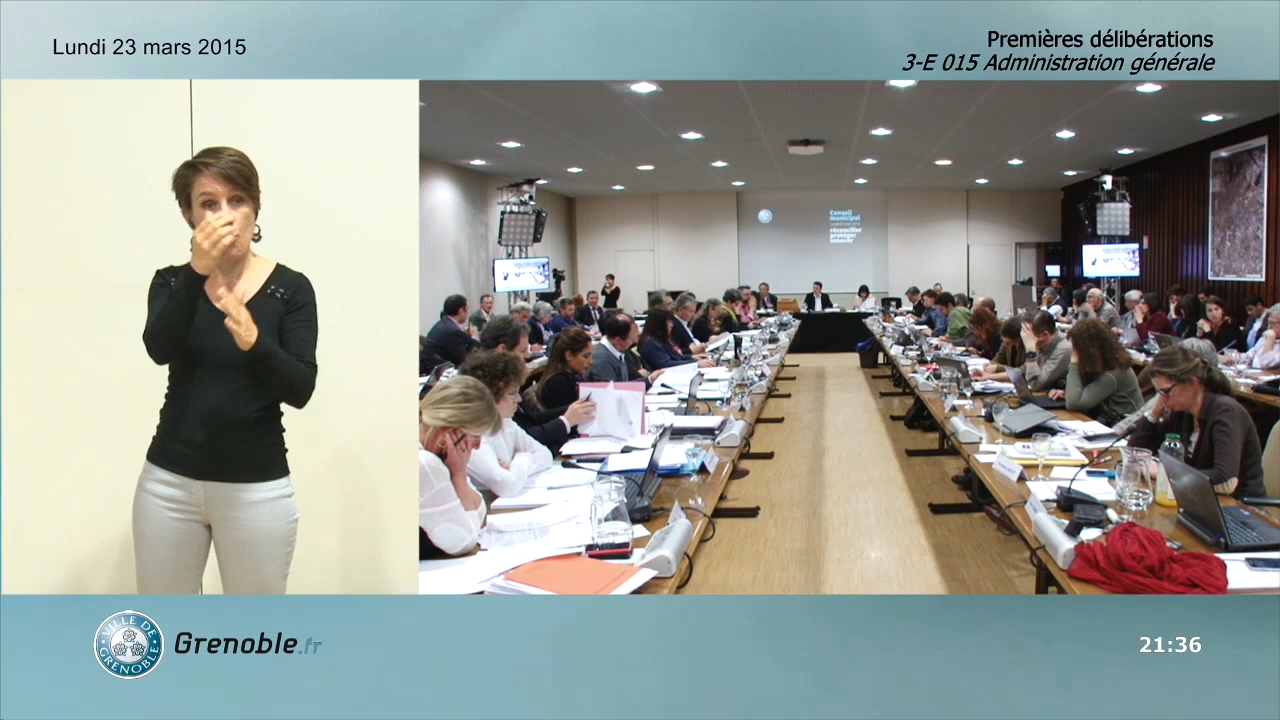 Lundi 23 mars 2015
Premières délibérations
3-E 015 Administration générale
Conseil
municipal
réconcilier
protéger
innover
VILLE DE
GRENOBLE
Grenoble.fr
21:36